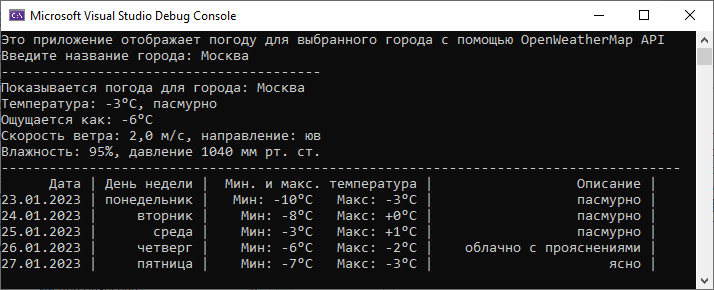 Microsoft Visual Studio Debug Console
Это приложение отображает погоду для выбранного города с помощью OpenWeatherMap API
Введите название города: Москва
----------------------------------------
Показывается погода для города: Москва
Температура: -3°C, пасмурно
Ощущается как: -6°C
Скорость ветра: 2,0 м/с, направление: юв
Влажность: 95%, давление 1040 мм рт. ст.
-------------------------------------------------------------------------------------
Дата | День недели | Мин. и макс. температура | Описание |
23.01.2023 | понедельник | Мин: -10°C Макс: -3°C | пасмурно |
24.01.2023 | вторник | Мин: -8°C Макс: +0°C | пасмурно |
25.01.2023 | среда | Мин: -3°C Макс: +1°C | пасмурно |
26.01.2023 | четверг | Мин: -6°C Макс: -2°C | облачно с прояснениями |
27.01.2023 | пятница | Мин: -7°C Макс: -3°C | ясно |